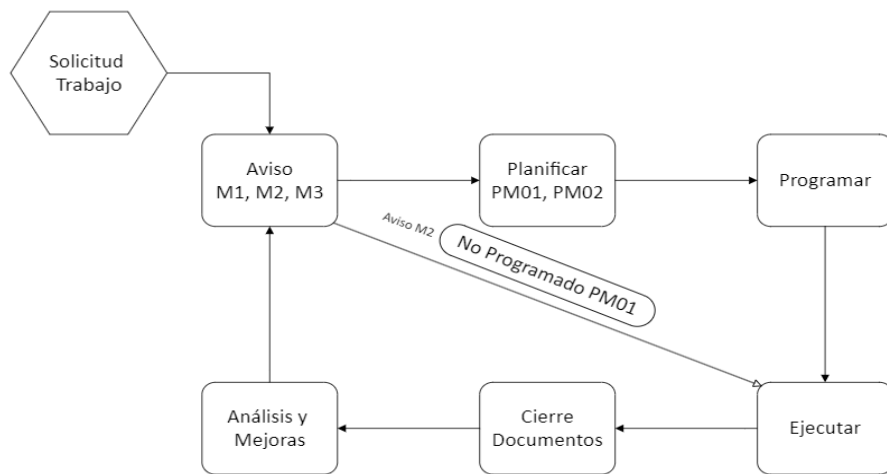 Solicitud
Trabajo
Aviso
M1, M2, M3
Planificar
PM01, PM02
Programar
Aviso M2
No Programado PM01
Análisis y
Mejoras
Cierre
Documentos
Ejecutar